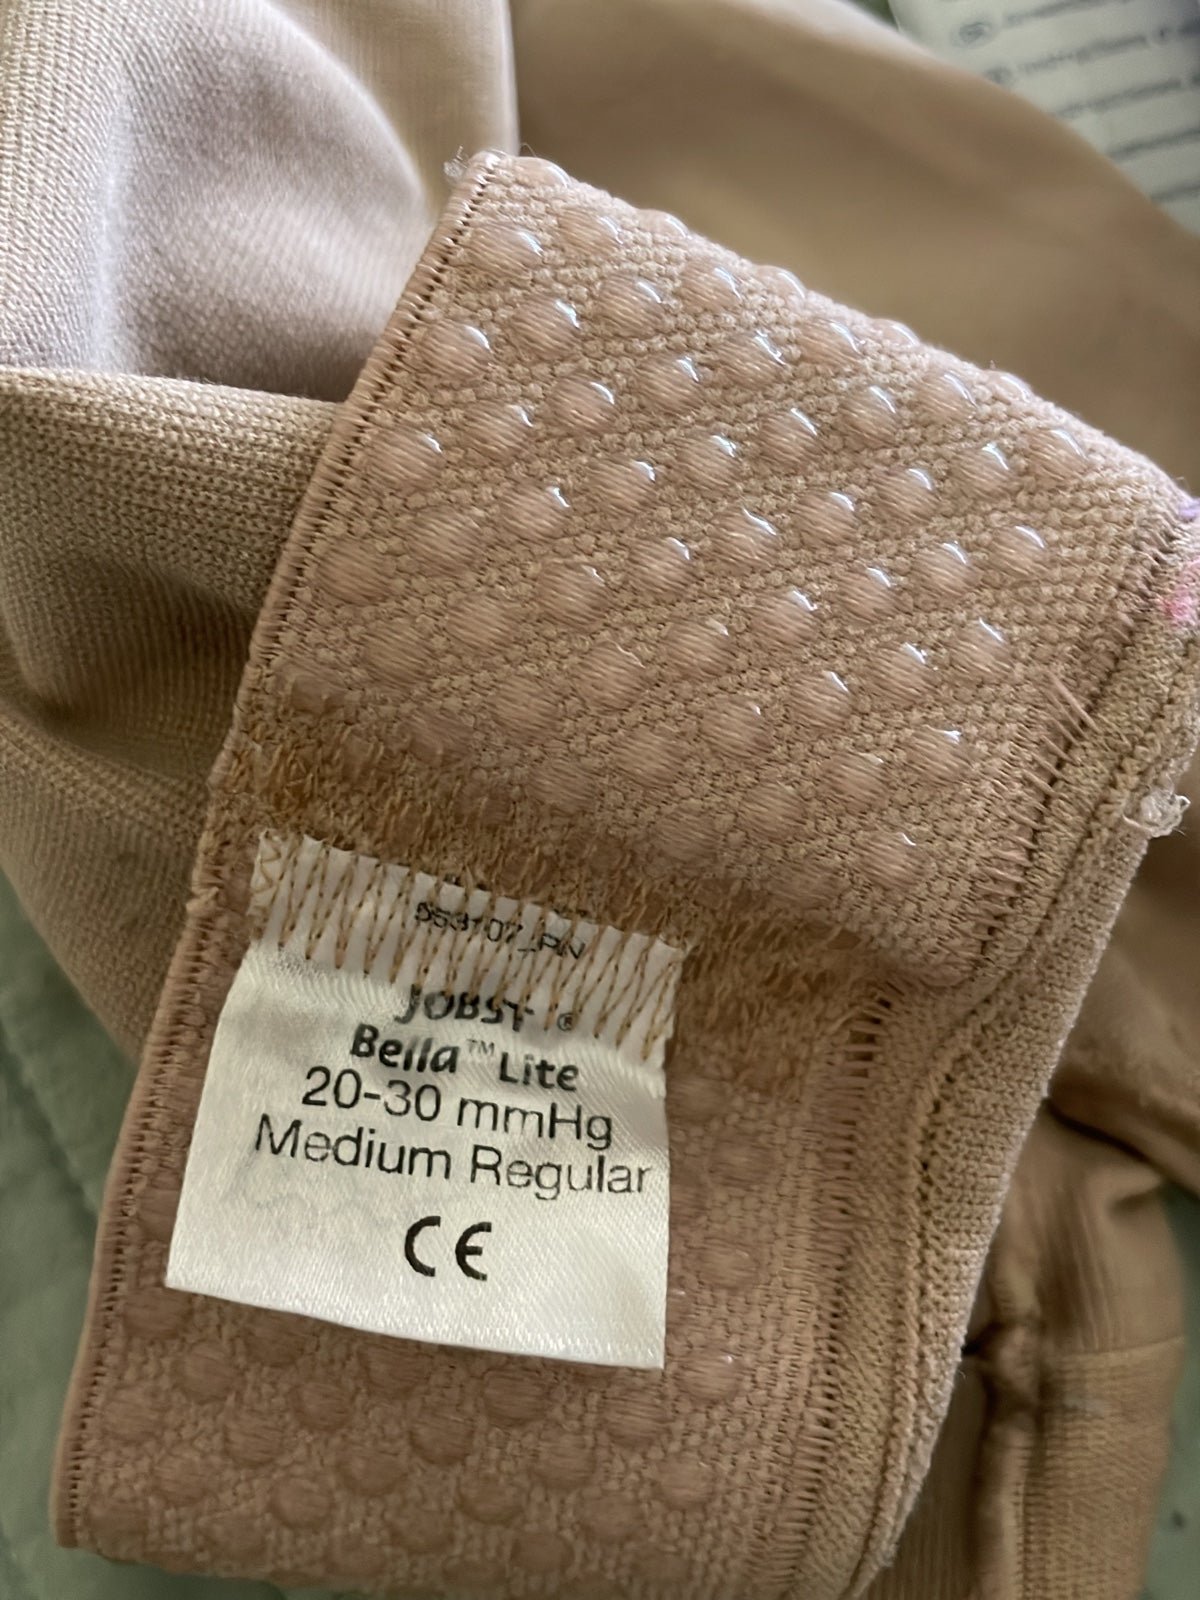 JOBST ®
Bella™ Lite
20-30 mmHg
Medium Regular
CE